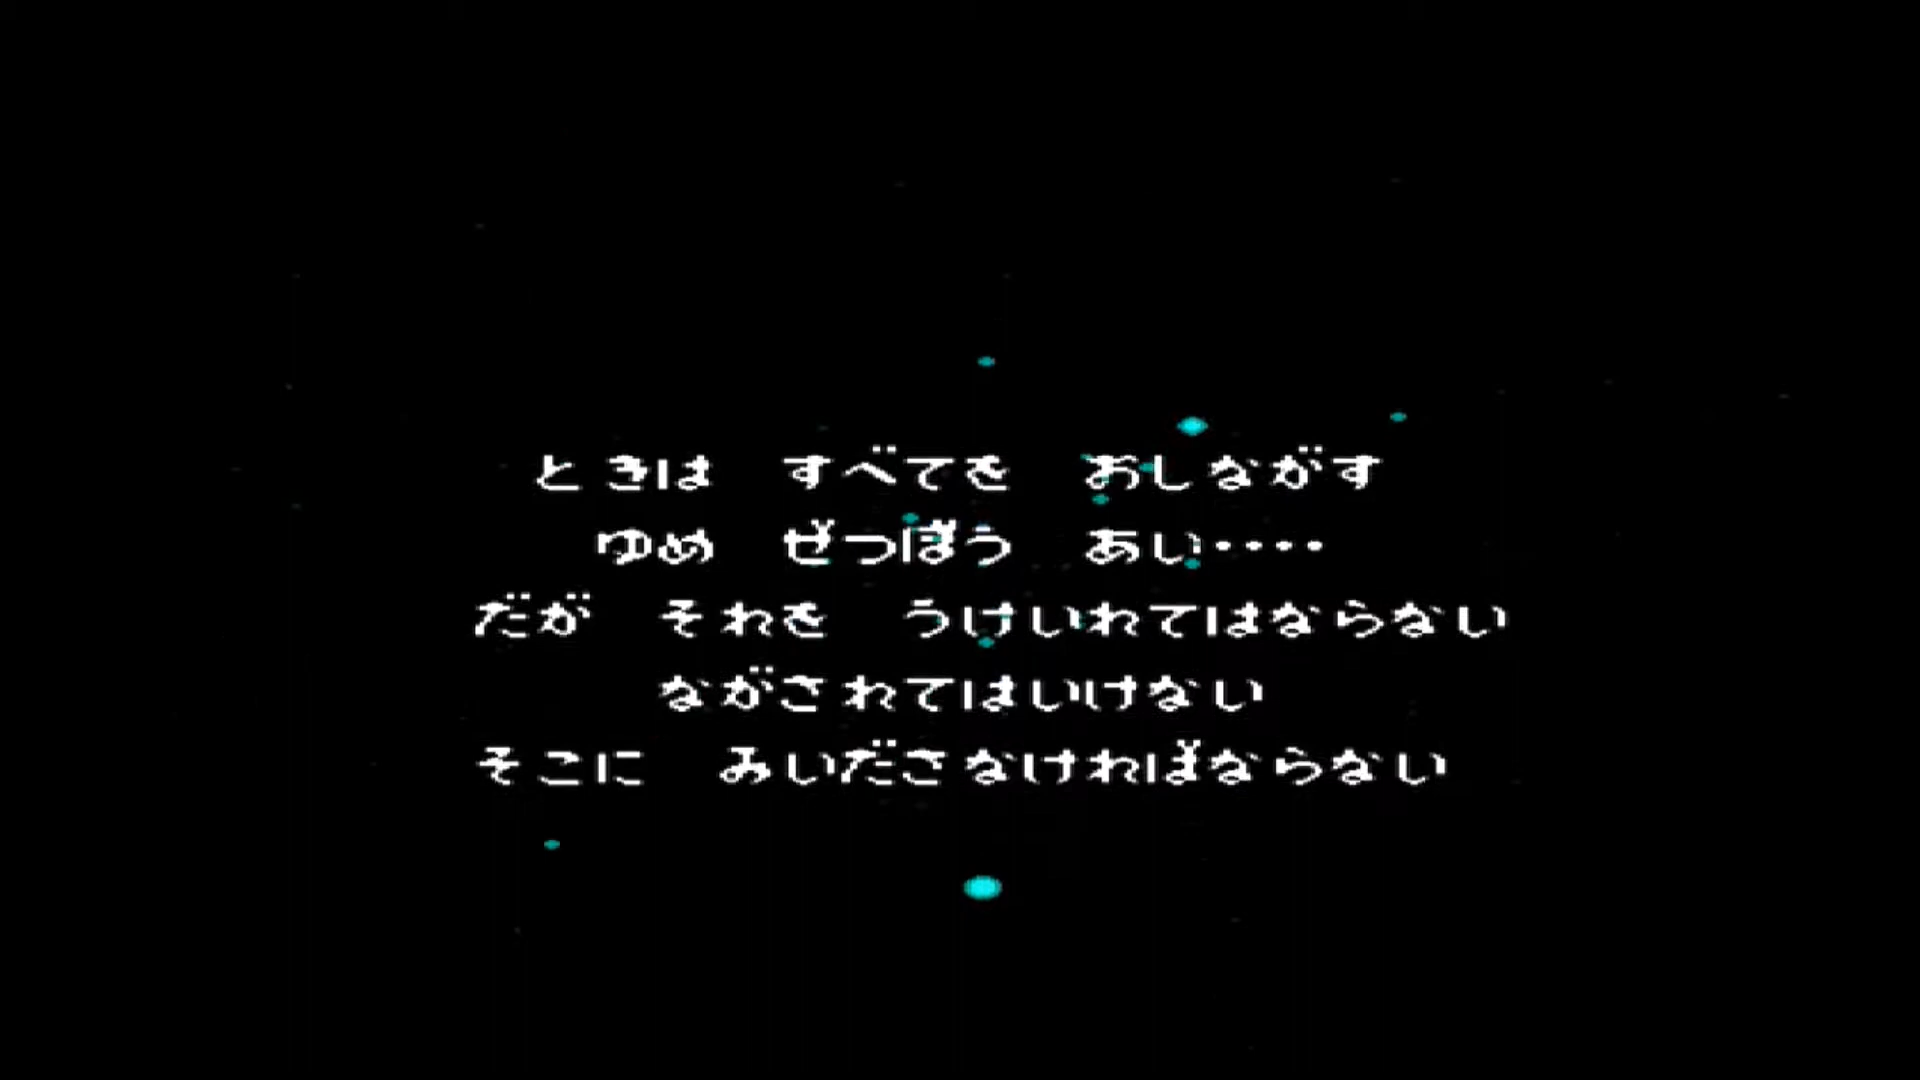 ときは　すべてを　おしながす
ゆめ　ぜつぼう　あい････
だが　それを　うけいれてはならない
ながされてはいけない
そこに　みいださなければならない